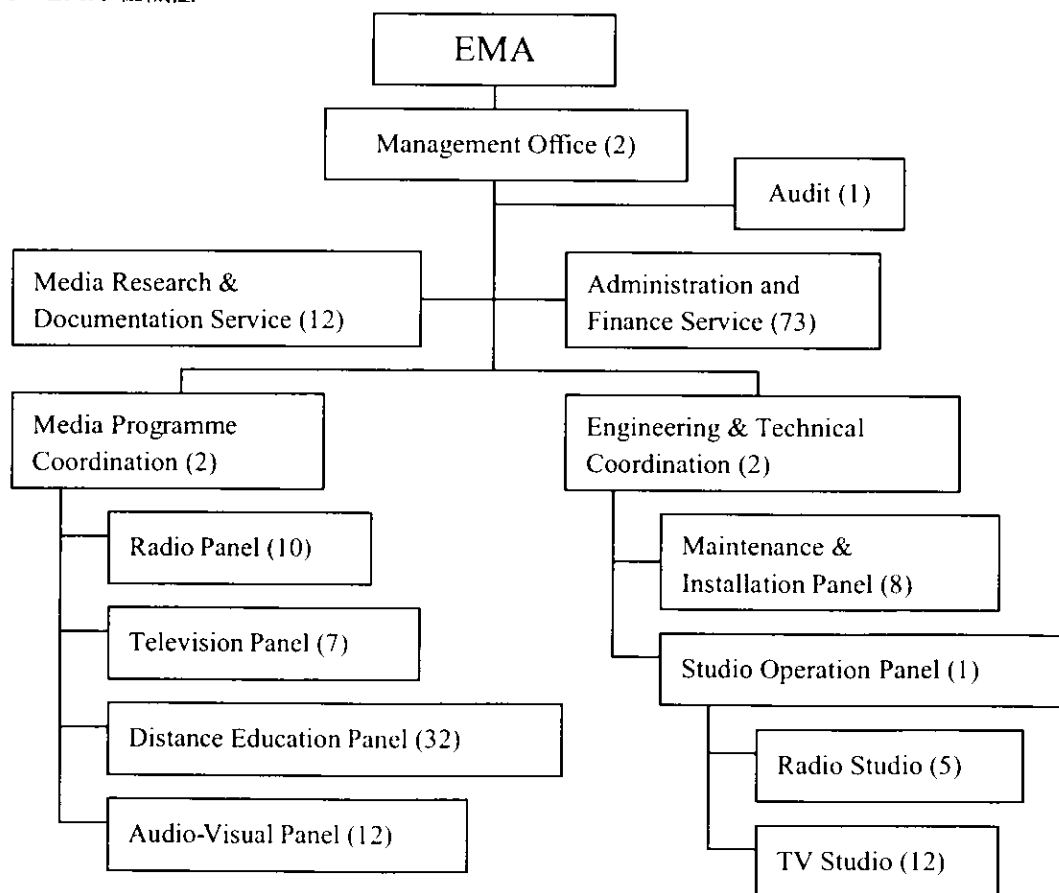 EMA
Management Office (2)
Audit (1)
Media Research &
Documentation Service (12)
Administration and
Finance Service (73)
Media Programme
Coordination (2)
Engineering & Technical
Coordination (2)
Radio Panel (10)
Maintenance &
Installation Panel (8)
Television Panel (7)
Studio Operation Panel (1)
Distance Education Panel (32)
Radio Studio (5)
Audio-Visual Panel (12)
TV Studio (12)